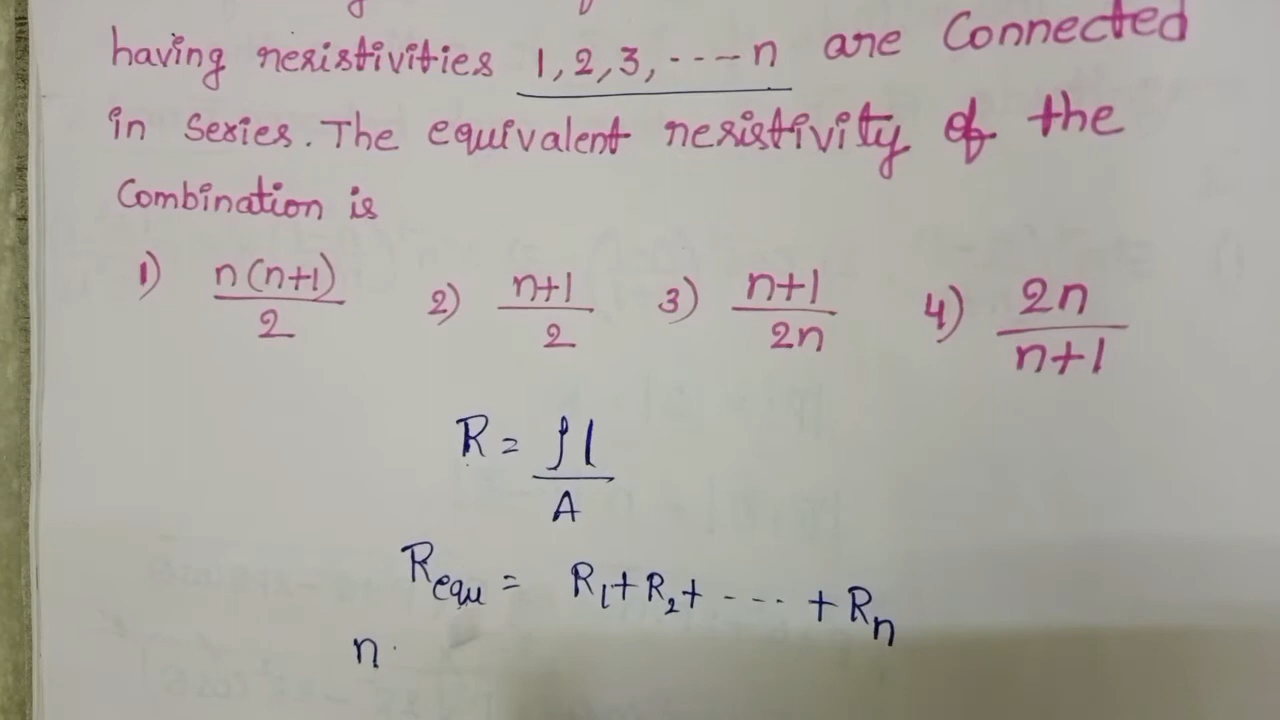 having resistivities 1, 2, 3, ---- n are Connected
in Series. The equivalent resistivity of the
Combination is
1) n(n+1)/2 2) n+1/2 3) n+1/2n 4) 2n/n+1
R = ρl/A
Requ = R1+R2+ ---- +Rn
n.